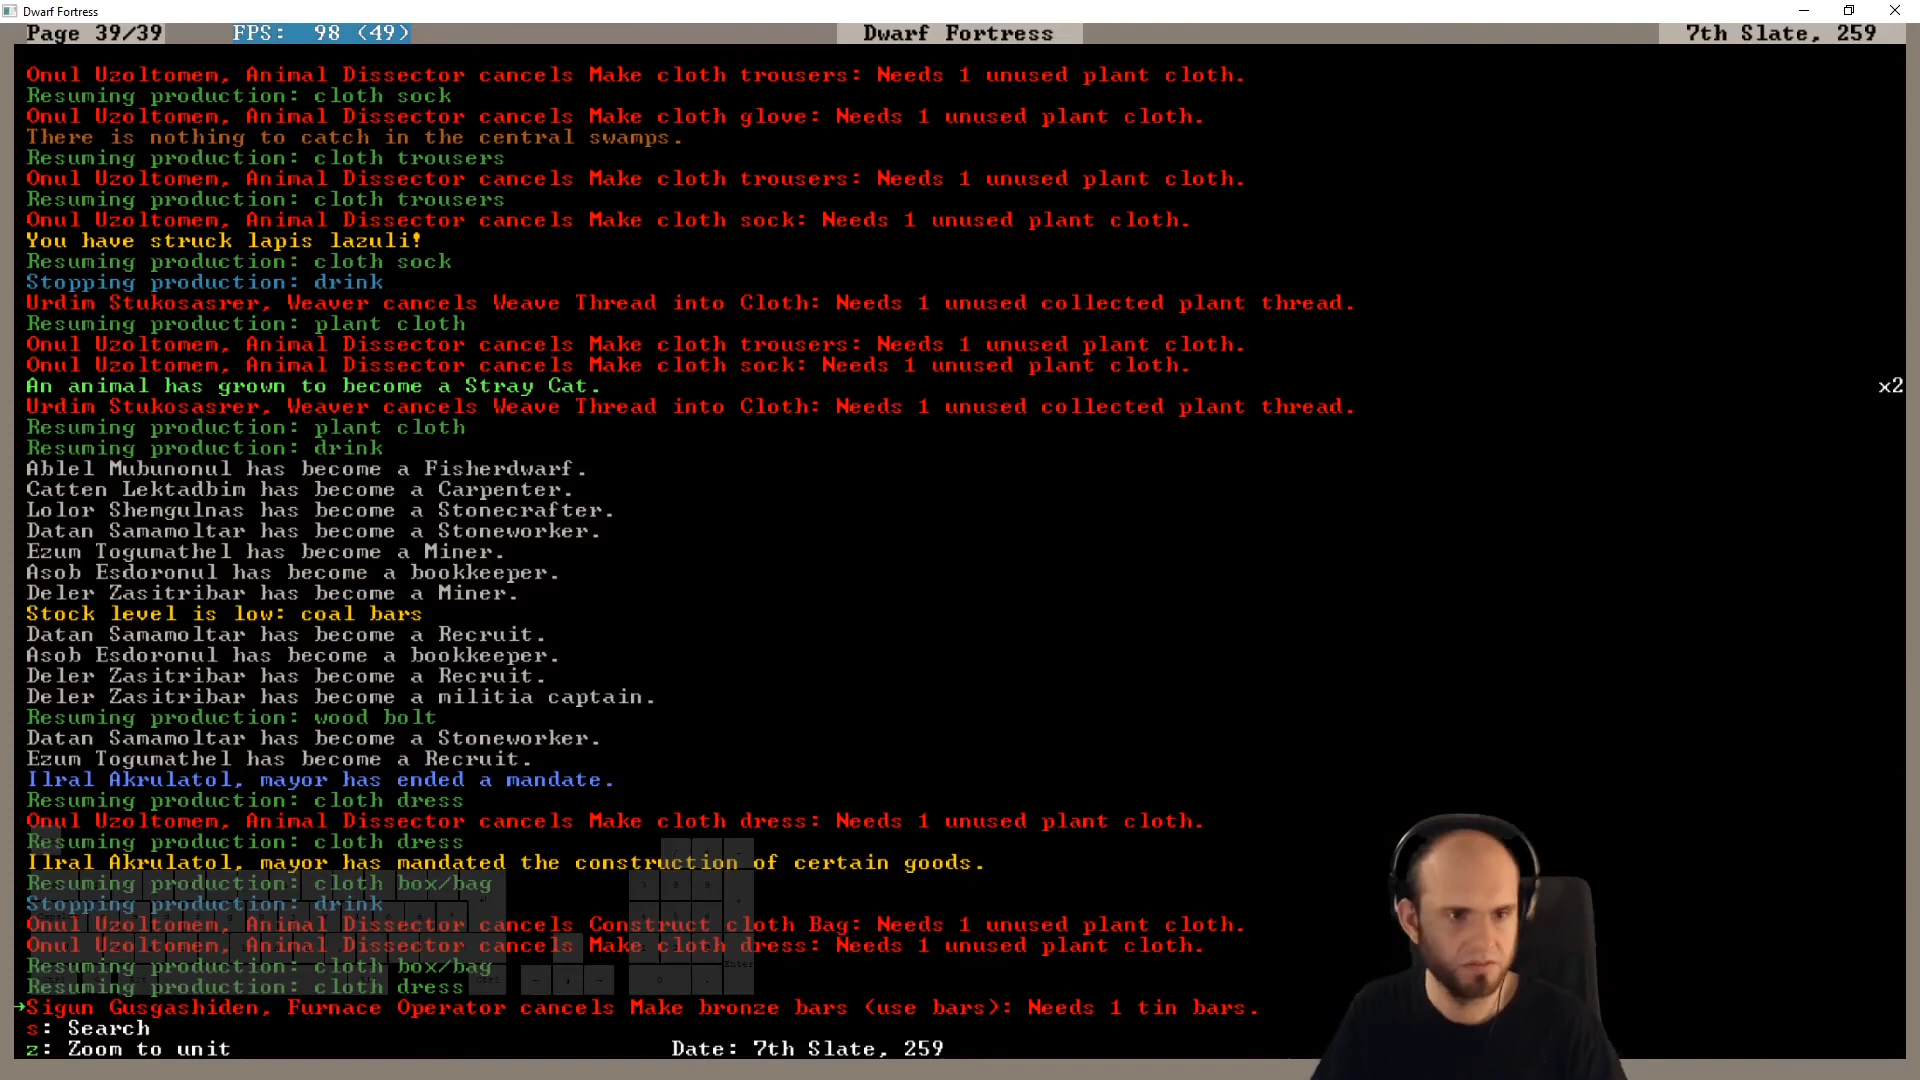 Dwarf Fortress
Page 39/39 FPS: 98 (49) Dwarf Fortress 7th Slate, 259
Onul Uzoltomem, Animal Dissector cancels Make cloth trousers: Needs 1 unused plant cloth.
Resuming production: cloth sock
Onul Uzoltomem, Animal Dissector cancels Make cloth glove: Needs 1 unused plant cloth.
There is nothing to catch in the central swamps.
Resuming production: cloth trousers
Onul Uzoltomem, Animal Dissector cancels Make cloth trousers: Needs 1 unused plant cloth.
Resuming production: cloth trousers
Onul Uzoltomem, Animal Dissector cancels Make cloth sock: Needs 1 unused plant cloth.
You have struck lapis lazuli!
Resuming production: cloth sock
Stopping production: drink
Urdim Stukosasrer, Weaver cancels Weave Thread into Cloth: Needs 1 unused collected plant thread.
Resuming production: plant cloth
Onul Uzoltomem, Animal Dissector cancels Make cloth trousers: Needs 1 unused plant cloth.
Onul Uzoltomem, Animal Dissector cancels Make cloth sock: Needs 1 unused plant cloth.
An animal has grown to become a Stray Cat. x2
Urdim Stukosasrer, Weaver cancels Weave Thread into Cloth: Needs 1 unused collected plant thread.
Resuming production: plant cloth
Resuming production: drink
Ablel Mubunonul has become a Fisherdwarf.
Catten Lektadbim has become a Carpenter.
Lolor Shemgulnas has become a Stonecrafter.
Datan Samamoltar has become a Stoneworker.
Ezum Togumathel has become a Miner.
Asob Esdoronul has become a bookkeeper.
Deler Zasitribar has become a Miner.
Stock level is low: coal bars
Datan Samamoltar has become a Recruit.
Asob Esdoronul has become a bookkeeper.
Deler Zasitribar has become a Recruit.
Deler Zasitribar has become a militia captain.
Resuming production: wood bolt
Datan Samamoltar has become a Stoneworker.
Ezum Togumathel has become a Recruit.
Ilral Akrulatol, mayor has ended a mandate.
Resuming production: cloth dress
Onul Uzoltomem, Animal Dissector cancels Make cloth dress: Needs 1 unused plant cloth.
Resuming production: cloth dress
Ilral Akrulatol, mayor has mandated the construction of certain goods.
Resuming production: cloth box/bag
Stopping production: drink
Onul Uzoltomem, Animal Dissector cancels Construct cloth Bag: Needs 1 unused plant cloth.
Onul Uzoltomem, Animal Dissector cancels Make cloth dress: Needs 1 unused plant cloth.
Resuming production: cloth box/bag
Resuming production: cloth dress
→Sigun Gusgashiden, Furnace Operator cancels Make bronze bars (use bars): Needs 1 tin bars.
s: Search
z: Zoom to unit Date: 7th Slate, 259
Enter